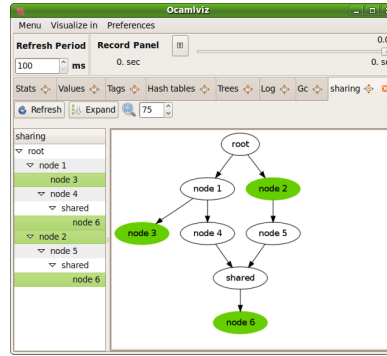 Ocamlviz
Menu Visualize in Preferences
Refresh Period Record Panel
100 ms 0. sec
Stats Values Tags Hash tables Trees Log Gc sharing
Refresh Expand 75
sharing
root
node 1
node 3
node 4
shared
node 6
node 2
node 5
shared
node 6
root
node 1 node 2
node 3 node 4 node 5
shared
node 6